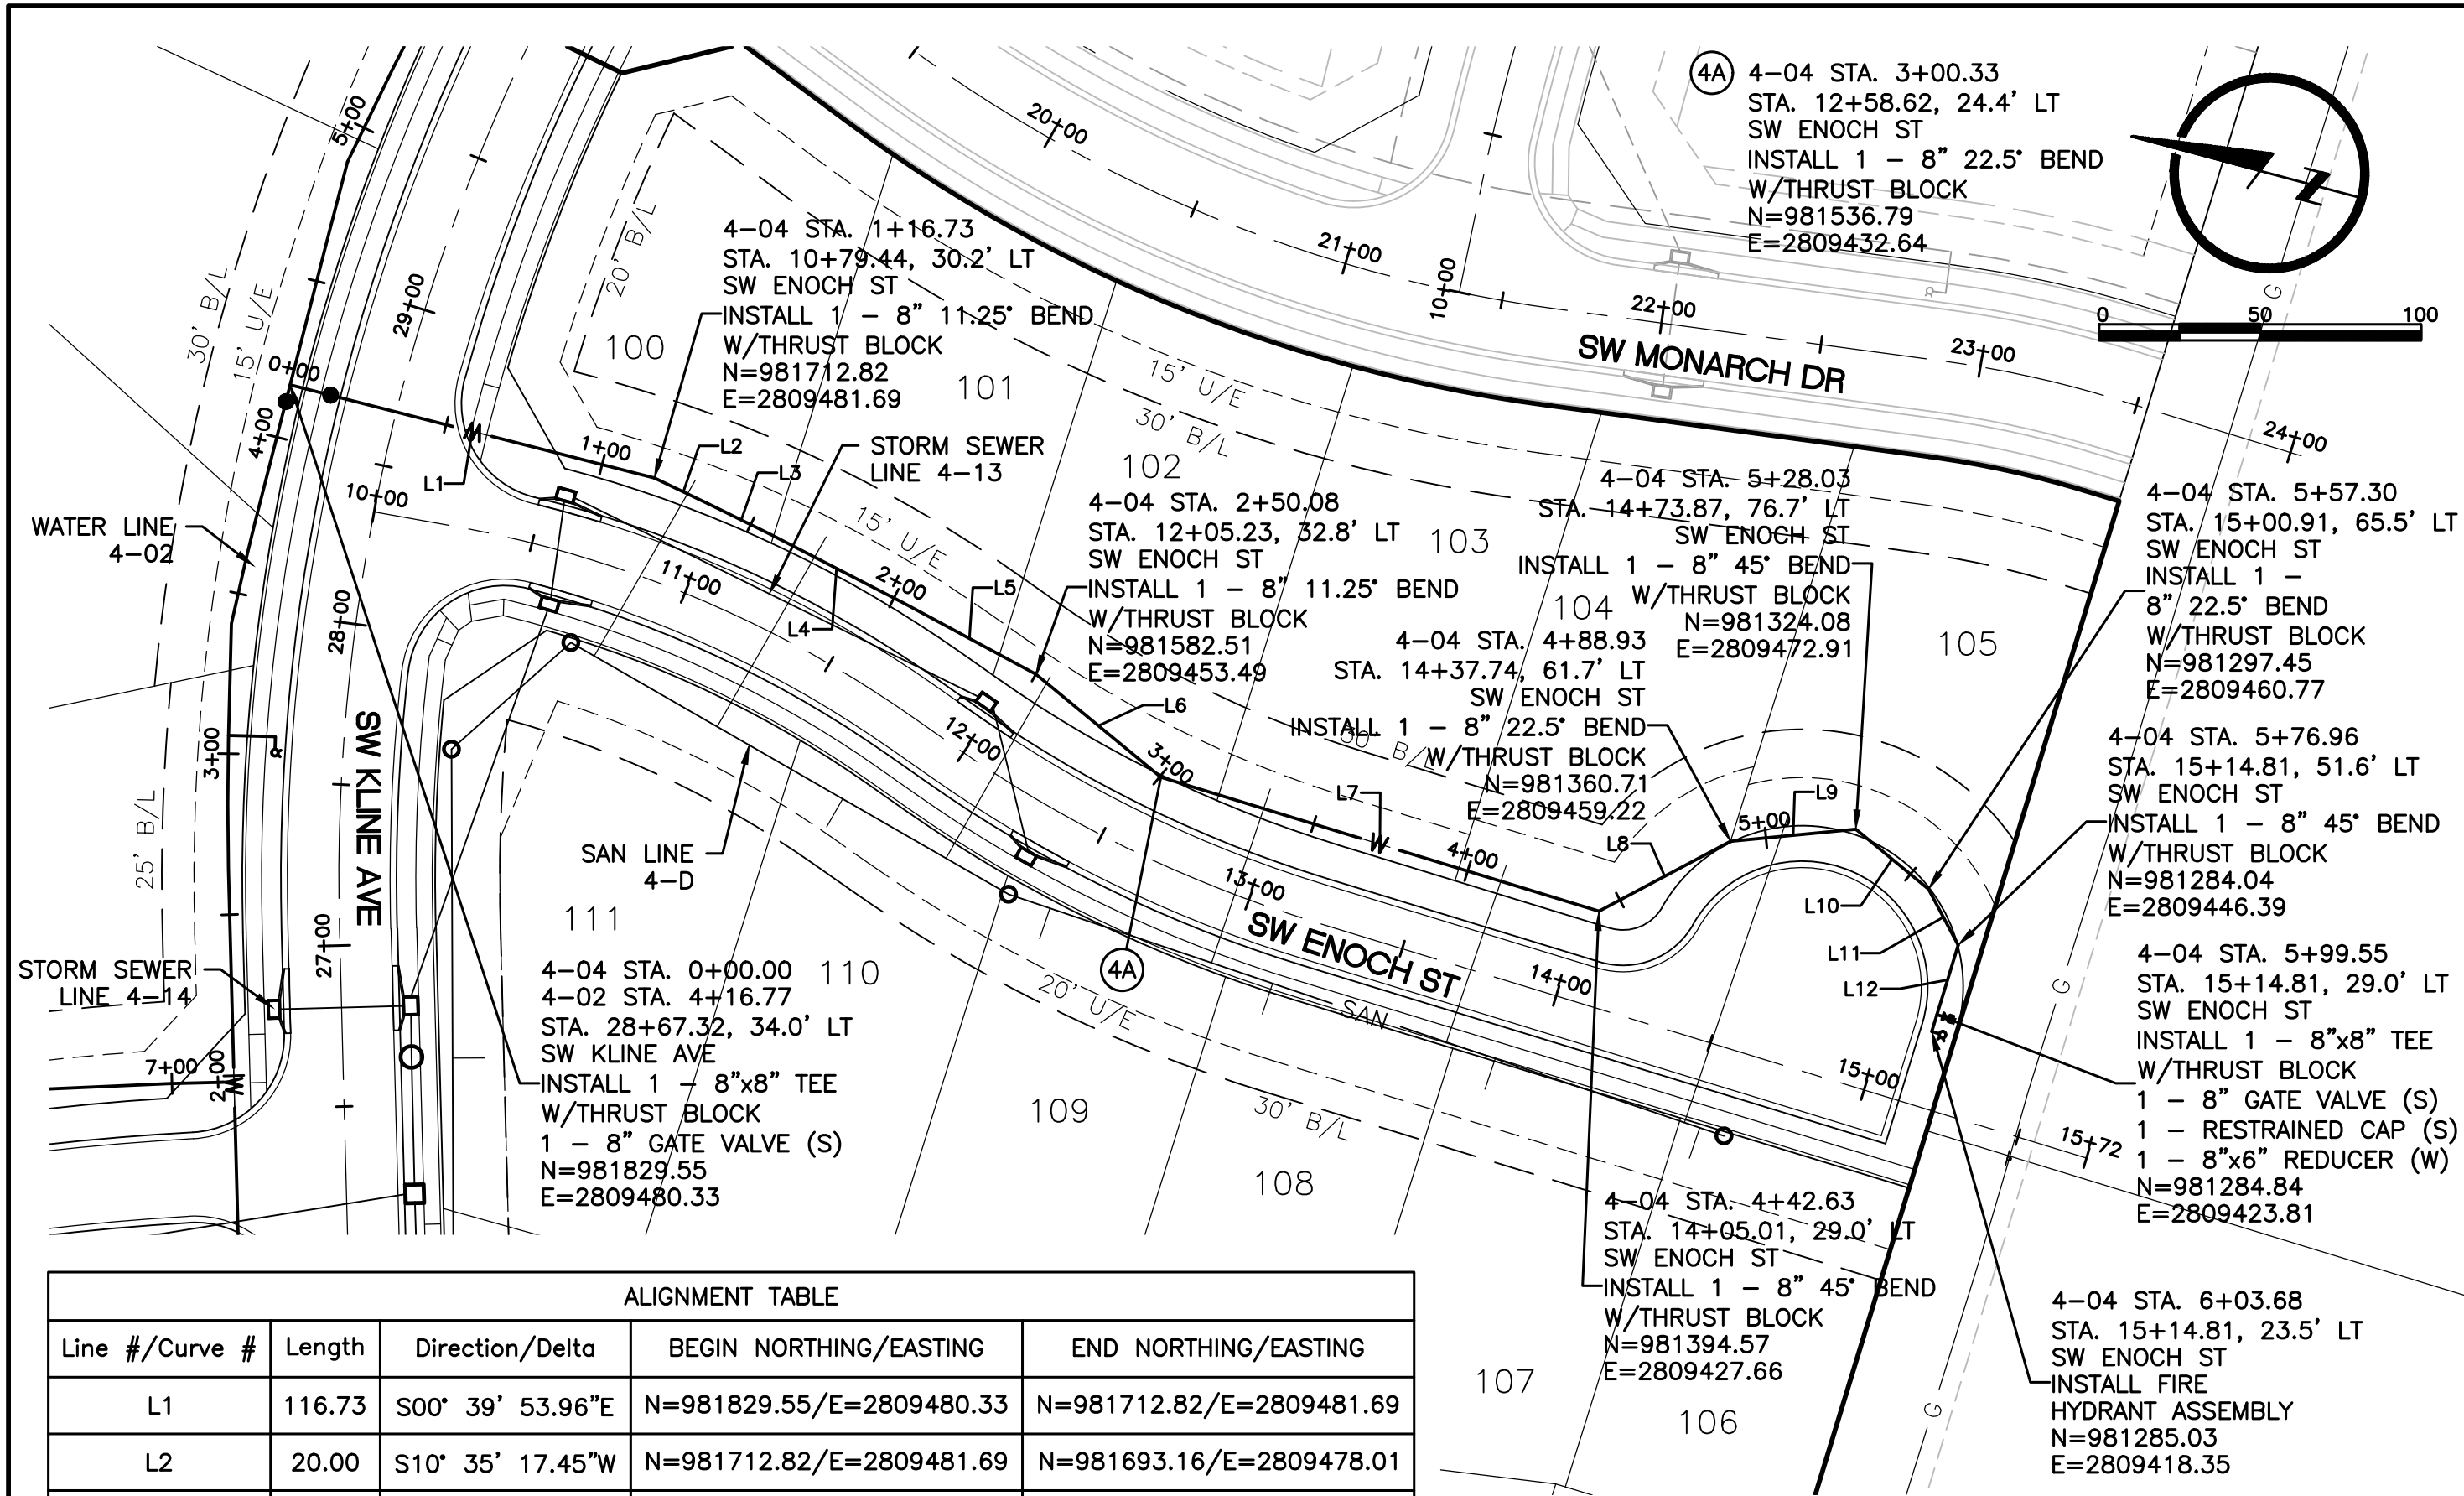 4A
4-04 STA. 3+00.33
STA. 12+58.62, 24.4' LT
SW ENOCH ST
INSTALL 1 - 8" 22.5° BEND
W/THRUST BLOCK
N=981536.79
E=2809432.64
N
0 50 100
4-04 STA. 1+16.73
STA. 10+79.44, 30.2' LT
SW ENOCH ST
INSTALL 1 - 8" 11.25° BEND
W/THRUST BLOCK
N=981712.82
E=2809481.69
5+00
29+00
30' B/L
15' U/E
20' B/L
0+00
4+00
20+00
21+00
10+00
22+00
23+00
24+00
SW MONARCH DR
G
100
101
102
103
104
105
15' U/E
30' B/L
L1
1+00
L2
L3
STORM SEWER
LINE 4-13
10+00
WATER LINE
4-02
28+00
11+00
2+00
15' U/E
L4
L5
4-04 STA. 2+50.08
STA. 12+05.23, 32.8' LT
SW ENOCH ST
INSTALL 1 - 8" 11.25° BEND
W/THRUST BLOCK
N=981582.51
E=2809453.49
4-04 STA. 5+28.03
STA. 14+73.87, 76.7' LT
SW ENOCH ST
INSTALL 1 - 8" 45° BEND
W/THRUST BLOCK
N=981324.08
E=2809472.91
4-04 STA. 5+57.30
STA. 15+00.91, 65.5' LT
SW ENOCH ST
INSTALL 1 -
8" 22.5° BEND
W/THRUST BLOCK
N=981297.45
E=2809460.77
4-04 STA. 4+88.93
STA. 14+37.74, 61.7' LT
SW ENOCH ST
INSTALL 1 - 8" 22.5° BEND
W/THRUST BLOCK
N=981360.71
E=2809459.22
30' B/L
L6
12+00
3+00
3+00
SW KLINE AVE
25' B/L
SAN LINE
4-D
L7
W
4+00
L8
5+00
L9
L10
L11
L12
4-04 STA. 5+76.96
STA. 15+14.81, 51.6' LT
SW ENOCH ST
INSTALL 1 - 8" 45° BEND
W/THRUST BLOCK
N=981284.04
E=2809446.39
13+00
SW ENOCH ST
14+00
SAN
15+00
15+72
4A
20' U/E
30' B/L
111
110
109
108
107
106
27+00
STORM SEWER
LINE 4-14
7+00
2+00
W
4-04 STA. 0+00.00
4-02 STA. 4+16.77
STA. 28+67.32, 34.0' LT
SW KLINE AVE
INSTALL 1 - 8"x8" TEE
W/THRUST BLOCK
1 - 8" GATE VALVE (S)
N=981829.55
E=2809480.33
4-04 STA. 5+99.55
STA. 15+14.81, 29.0' LT
SW ENOCH ST
INSTALL 1 - 8"x8" TEE
W/THRUST BLOCK
1 - 8" GATE VALVE (S)
1 - RESTRAINED CAP (S)
1 - 8"x6" REDUCER (W)
N=981284.84
E=2809423.81
G
4-04 STA. 4+42.63
STA. 14+05.01, 29.0' LT
SW ENOCH ST
INSTALL 1 - 8" 45° BEND
W/THRUST BLOCK
N=981394.57
E=2809427.66
G
4-04 STA. 6+03.68
STA. 15+14.81, 23.5' LT
SW ENOCH ST
INSTALL FIRE
HYDRANT ASSEMBLY
N=981285.03
E=2809418.35
ALIGNMENT TABLE
Line #/Curve # Length Direction/Delta BEGIN NORTHING/EASTING END NORTHING/EASTING
L1 116.73 S00° 39' 53.96"E N=981829.55/E=2809480.33 N=981712.82/E=2809481.69
L2 20.00 S10° 35' 17.45"W N=981712.82/E=2809481.69 N=981693.16/E=2809478.01